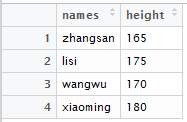 names height
1 zhangsan 165
2 lisi 175
3 wangwu 170
4 xiaoming 180